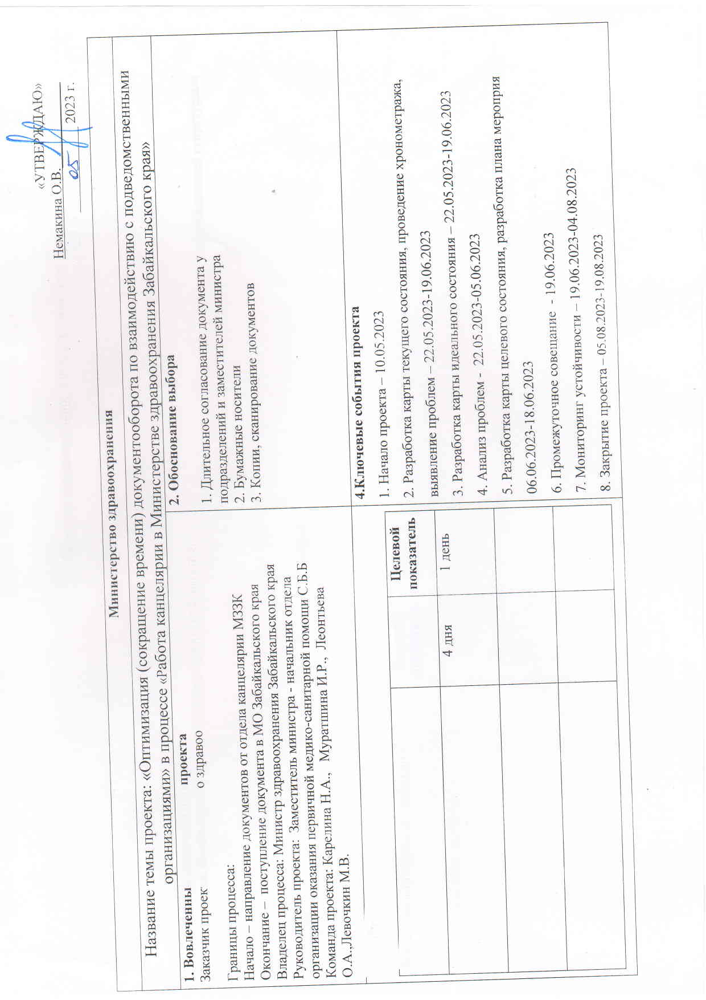 «УТВЕРЖДАЮ»
Немакина О.В.
05 2023 г.
Министерство здравоохранения
Название темы проекта: «Оптимизация (сокращение времени) документооборота по взаимодействию с подведомственными
организациями» в процессе «Работа канцелярии в Министерстве здравоохранения Забайкальского края»
1. Вовлеченны проекта
Заказчик проек о здравоо
Границы процесса:
Начало – направление документов от отдела канцелярии МЗЗК
Окончание – поступление документа в МО Забайкальского края
Владелец процесса: Министр здравоохранения Забайкальского края
Руководитель проекта: Заместитель министра - начальник отдела
организации оказания первичной медико-санитарной помощи С.Б.Б
Команда проекта: Карелина Н.А., Муратшина И.Р., Леонтьева
О.А.,Левочкин М.В.
2. Обоснование выбора
1. Длительное согласование документа у
подразделений и заместителей министра
2. Бумажные носители
3. Копии, сканирование документов
Целевой
показатель
4 дня 1 день
4.Ключевые события проекта
1. Начало проекта – 10.05.2023
2. Разработка карты текущего состояния, проведение хронометража,
выявление проблем – 22.05.2023-19.06.2023
3. Разработка карты идеального состояния – 22.05.2023-19.06.2023
4. Анализ проблем - 22.05.2023-05.06.2023
5. Разработка карты целевого состояния, разработка плана мероприя
06.06.2023-18.06.2023
6. Промежуточное совещание - 19.06.2023
7. Мониторинг устойчивости – 19.06.2023-04.08.2023
8. Закрытие проекта – 05.08.2023-19.08.2023